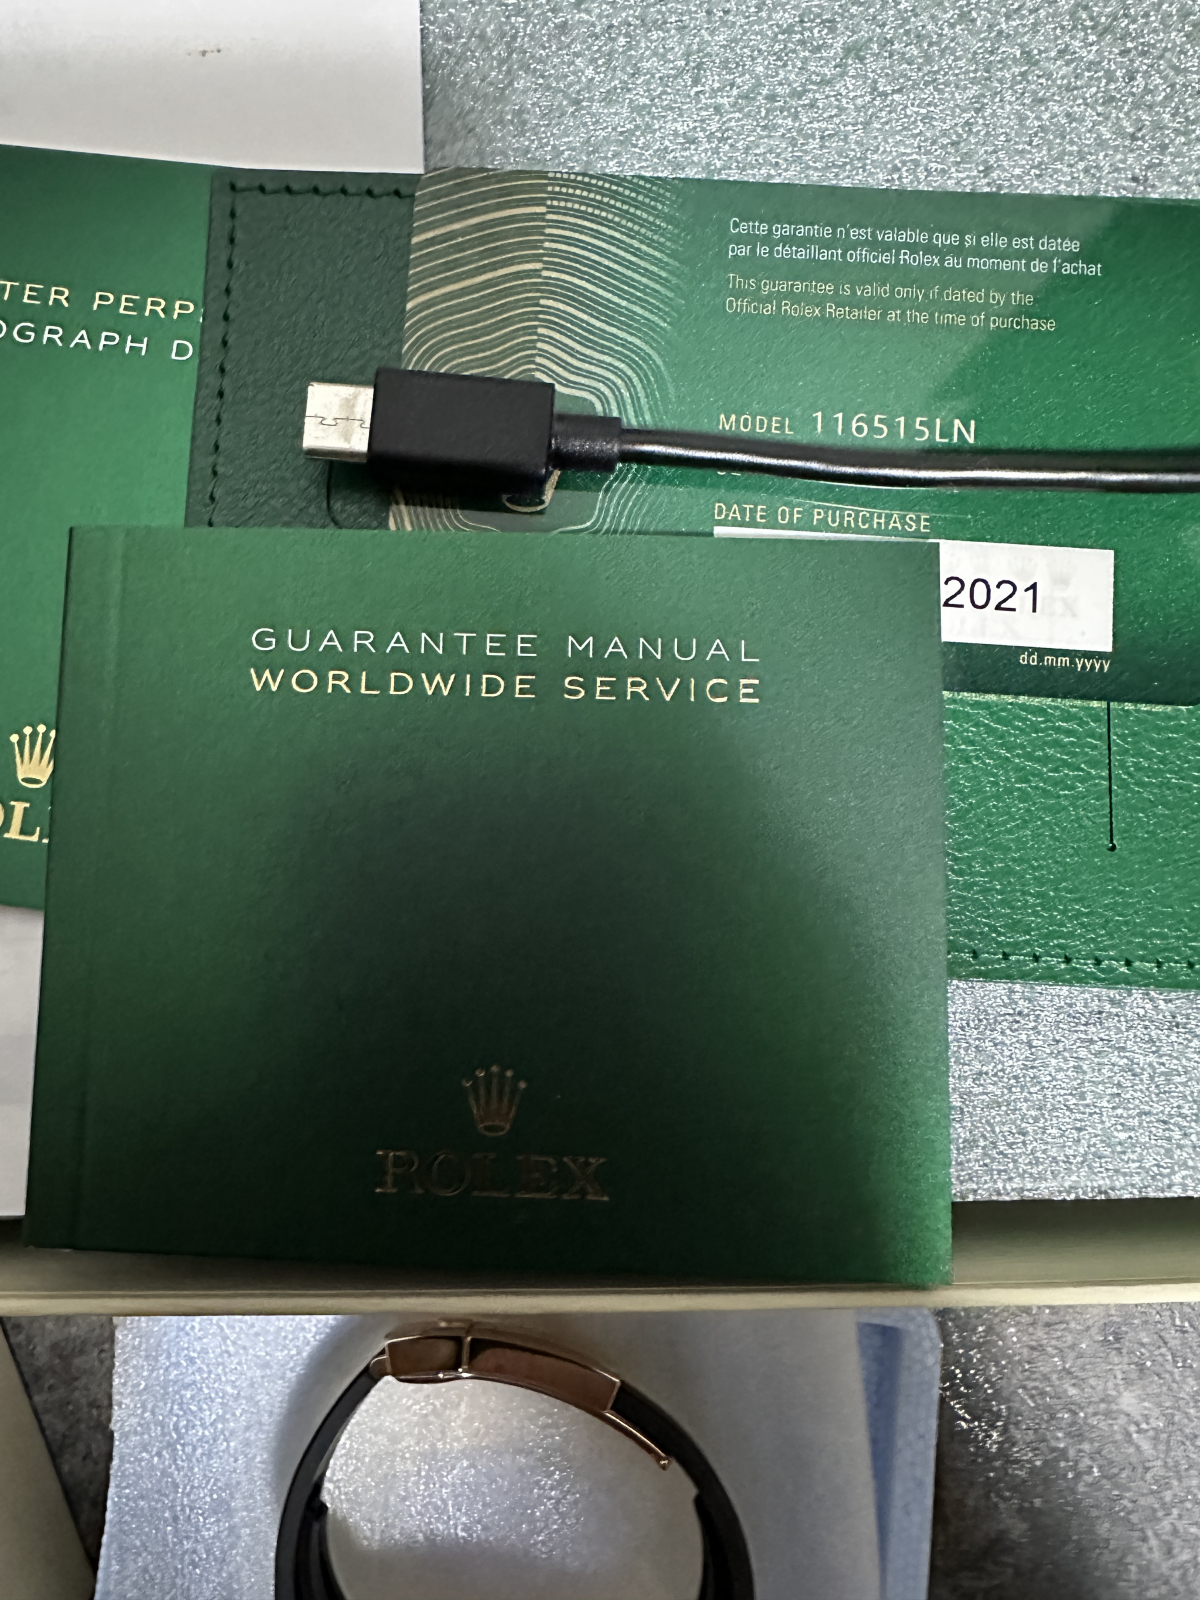 TER PERP
OGRAPH D
Cette garantie n'est valable que si elle est datée
par le détaillant officiel Rolex au moment de l'achat
This guarantee is valid only if dated by the
Official Rolex Retailer at the time of purchase
MODEL 116515LN
DATE OF PURCHASE
2021
dd.mm.yyyy
GUARANTEE MANUAL
WORLDWIDE SERVICE
OL
ROLEX